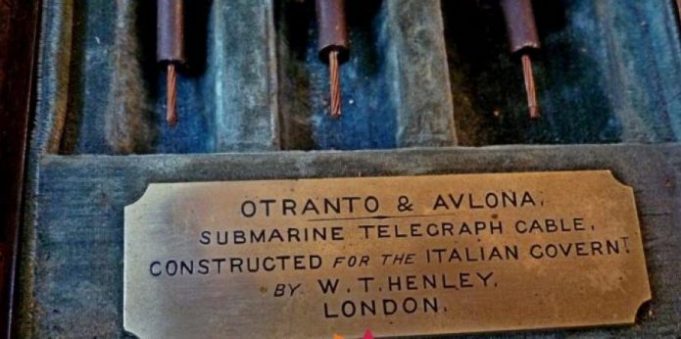 OTRANTO & AVLONA.
SUBMARINE TELEGRAPH CABLE,
CONSTRUCTED FOR THE ITALIAN GOVERNT
BY W. T. HENLEY.
LONDON.